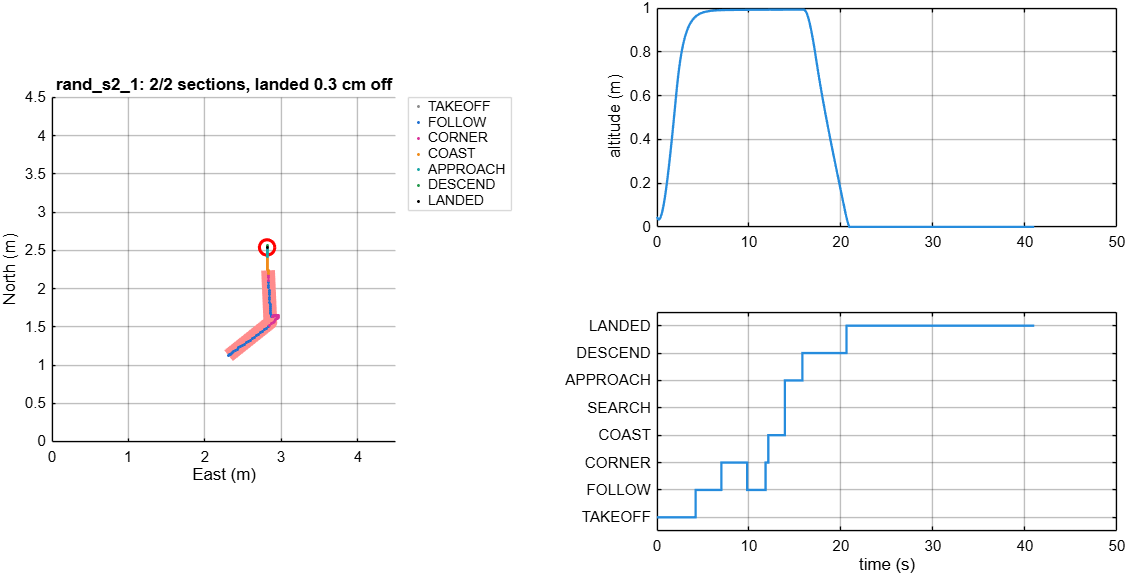 rand_s2_1: 2/2 sections, landed 0.3 cm off
4.5
4
3.5
3
2.5
2
1.5
1
0.5
0
0
1
2
3
4
North (m)
East (m)
TAKEOFF
FOLLOW
CORNER
COAST
APPROACH
DESCEND
LANDED
1
0.8
0.6
0.4
0.2
0
altitude (m)
0
10
20
30
40
50
LANDED
DESCEND
APPROACH
SEARCH
COAST
CORNER
FOLLOW
TAKEOFF
0
10
20
30
40
50
time (s)